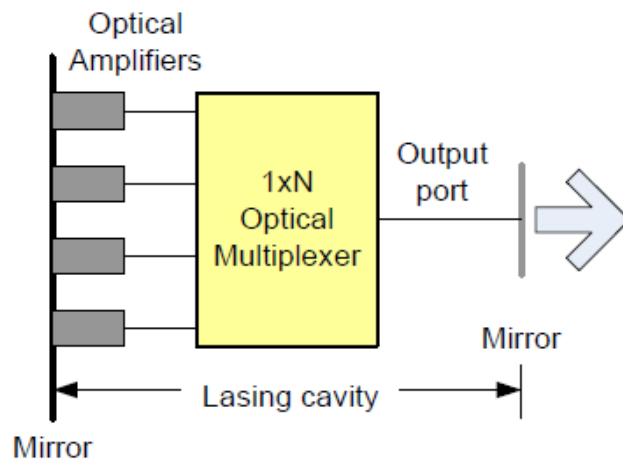 Optical
Amplifiers
1xN
Optical
Multiplexer
Output
port
Mirror
Lasing cavity
Mirror